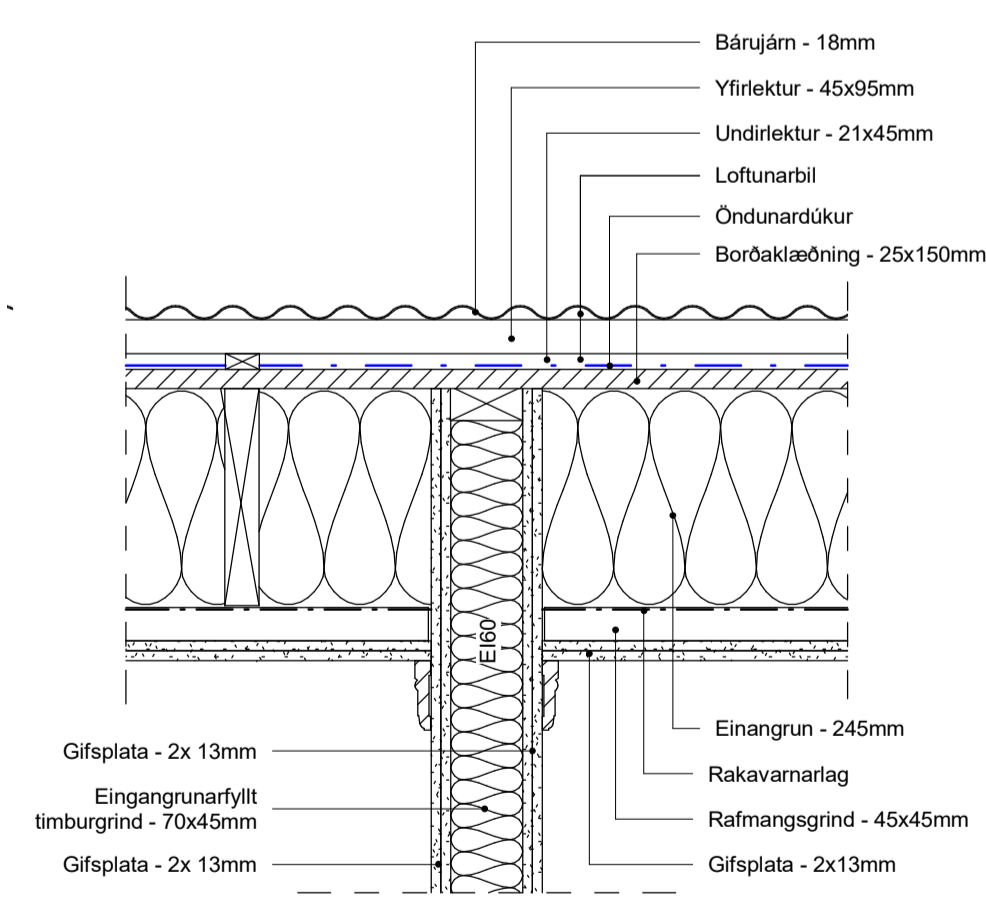 Bárujárn - 18mm
Yfirlektur - 45x95mm
Undirlektur - 21x45mm
Loftunarbil
Öndunardúkur
Borðaklæðning - 25x150mm
EI60
Einangrun - 245mm
Rakavarnarlag
Rafmangsgrind - 45x45mm
Gifsplata - 2x13mm
Gifsplata - 2x 13mm
Eingangrunarfyllt
timburgrind - 70x45mm
Gifsplata - 2x 13mm